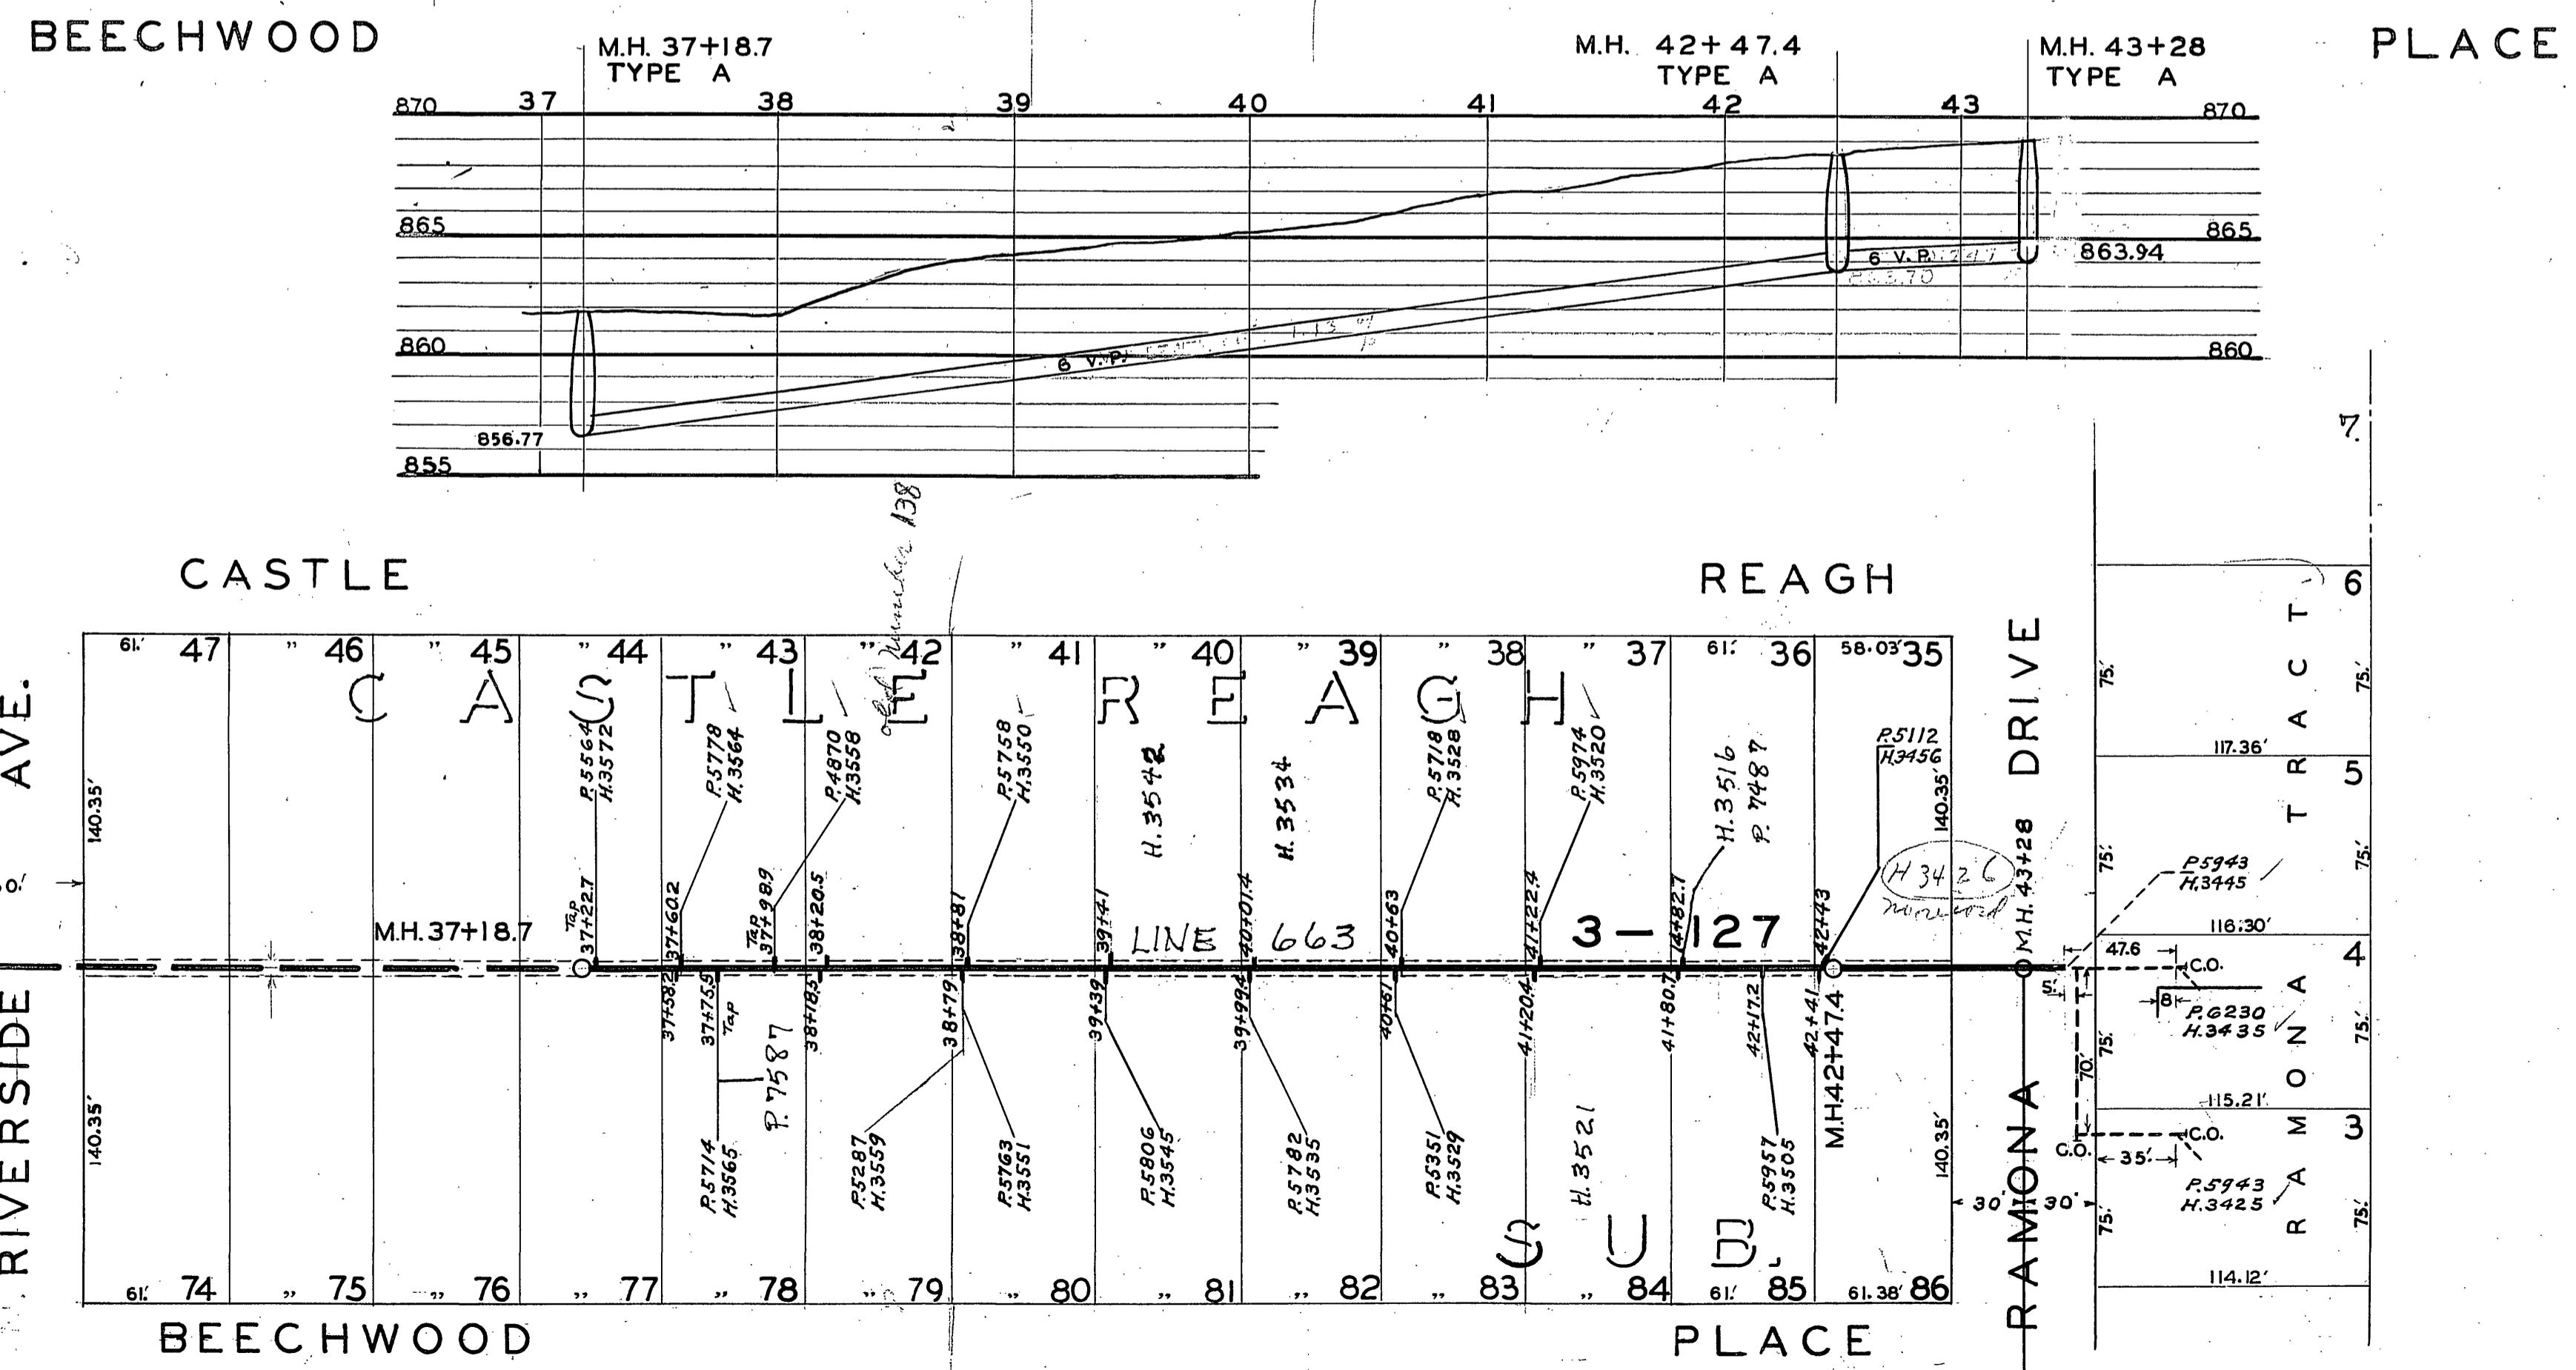 BEECHWOOD PLACE
M.H. 37+18.7
TYPE A
M.H. 42+47.4
TYPE A
M.H. 43+28
TYPE A
37 38 39 40 41 42 43
870 870
865 865
863.94
6 V.P.
863.70
1.13 %
860 860
6 V.P.
856.77
855
7.
old number A38
CASTLE REAGH
61.' 47 " 46 " 45 " 44 " 43 " 42 " 41 " 40 " 39 " 38 " 37 61.' 36 58.03' 35
CASTLE REAGH
P.5564
H.3572
P.5778
H.3564
P.4870
H.3558
P.5758
H.3550
H.3542
H.3534
P.5718
H.3528
P.5974
H.3520
H.3516
P.7487
P.5112
H.3456
H 3426
140.35'
140.35'
Tap
37+22.7
37+60.2
Tap
37+98.9
38+20.5
38+81
39+41
40+01.4
40+63
41+22.4
41+82.7
42+43
M.H. 37+18.7
LINE 663
3-127
M.H. 43+28
37+58.2
37+75.5
Tap
38+18.5
38+79
39+39
39+99.4
40+61
41+20.4
41+80.7
42+17.2
42+41
M.H.42+47.4
P.7587
P.5714
H.3565
P.5287
H.3559
P.5763
H.3551
P.5806
H.3545
P.5782
H.3535
P.5351
H.3529
H.3521
P.5957
H.3505
140.35'
140.35'
SUB.
61.' 74 " 75 " 76 " 77 " 78 " 79 " 80 " 81 " 82 " 83 " 84 61.' 85 61.38' 86
BEECHWOOD PLACE
RIVERSIDE AVE.
RAMONA DRIVE
30' 30'
RAMONA TRACT
6
75.' 75.'
117.36'
5
75.' 75.'
P.5943
H.3445
116.30'
4
47.6
C.O.
5.'
8
P.6230
H.3435
75.' 75.'
70.'
115.21'
3
C.O.
C.O.
35.'
P.5943
H.3425
75.' 75.'
114.12'